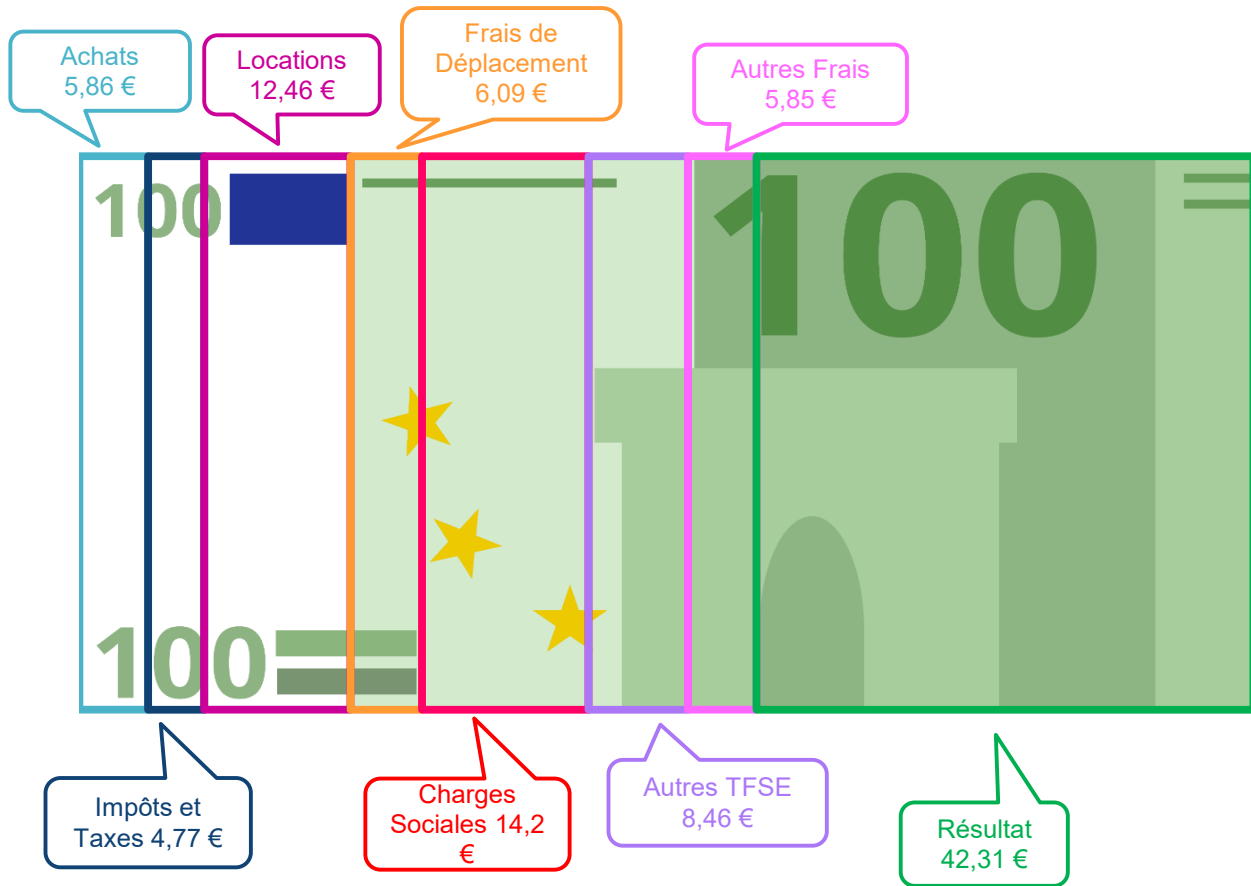 Achats
5,86 €
Locations
12,46 €
Frais de
Déplacement
6,09 €
Autres Frais
5,85 €
100
100
100
Impôts et
Taxes 4,77 €
Charges
Sociales 14,2
€
Autres TFSE
8,46 €
Résultat
42,31 €